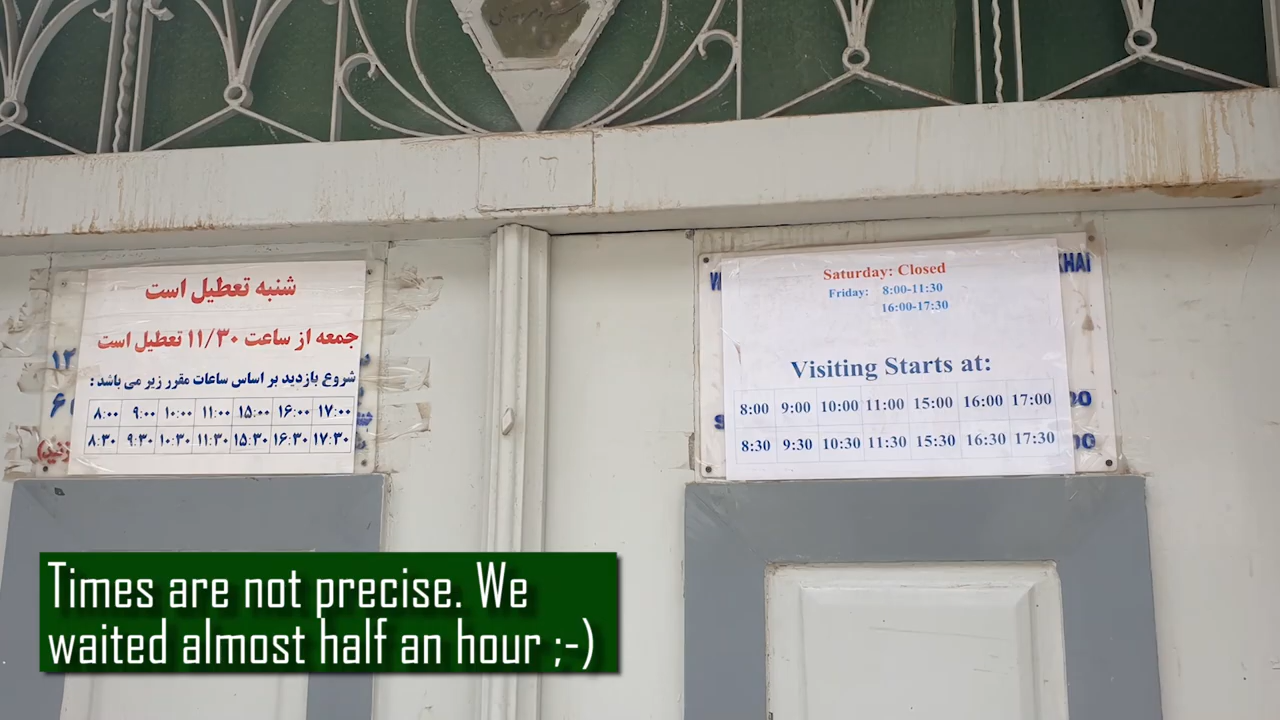 ۱۶
شنبه تعطیل است
جمعه از ساعت ۱۱/۳۰ تعطیل است
شروع بازدید بر اساس ساعات مقرر زیر می باشد :
۸:۰۰ ۹:۰۰ ۱۰:۰۰ ۱۱:۰۰ ۱۵:۰۰ ۱۶:۰۰ ۱۷:۰۰
۸:۳۰ ۹:۳۰ ۱۰:۳۰ ۱۱:۳۰ ۱۵:۳۰ ۱۶:۳۰ ۱۷:۳۰
KHAI
Saturday: Closed
Friday: 8:00-11:30
16:00-17:30
Visiting Starts at:
8:00 9:00 10:00 11:00 15:00 16:00 17:00
8:30 9:30 10:30 11:30 15:30 16:30 17:30
Times are not precise. We
waited almost half an hour ;-)